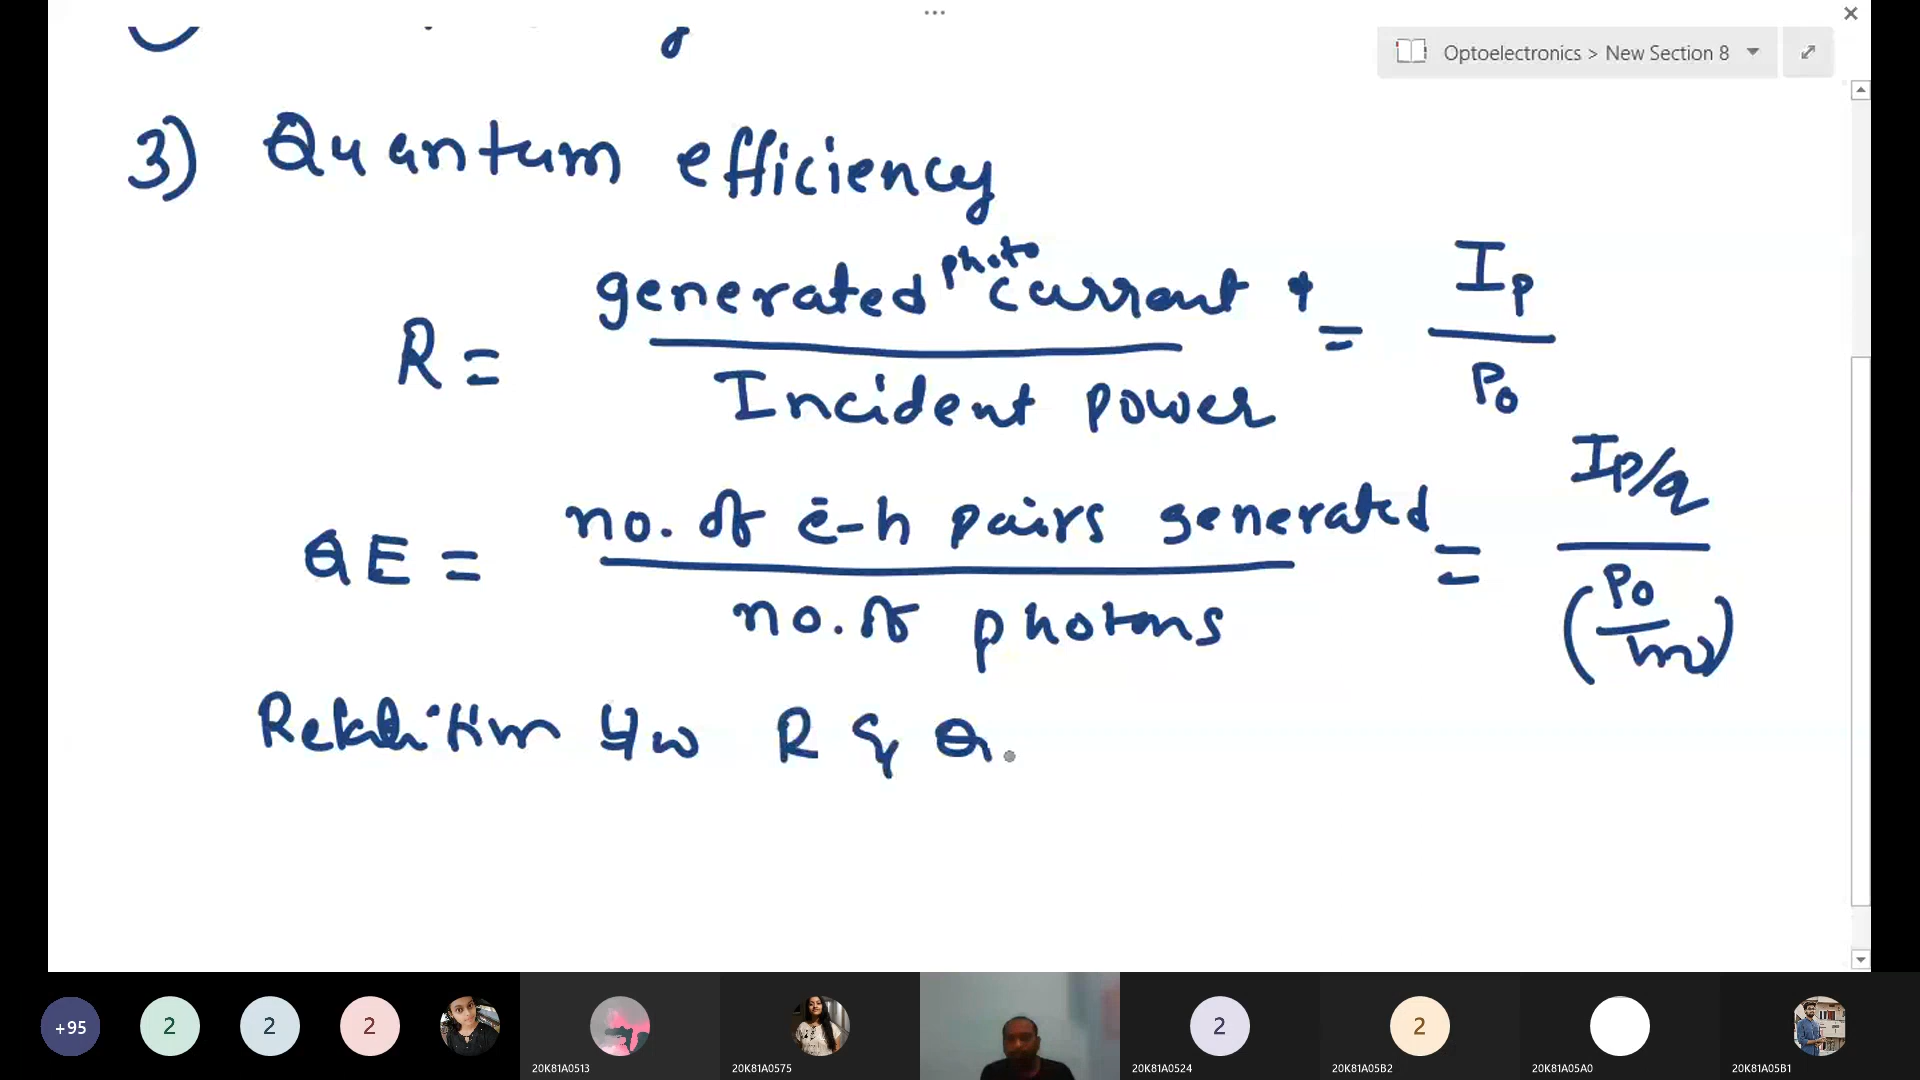 Optoelectronics > New Section 8
3) Quantum efficiency
R = generated photo current / Incident power = Ip / Po
QE = no. of ē-h pairs generated / no. of photons = Ip/q / (Po / hν)
Relation b/w R & Q
+95
2
2
2
2
2
20K81A0513
20K81A0575
20K81A0524
20K81A05B2
20K81A05A0
20K81A05B1